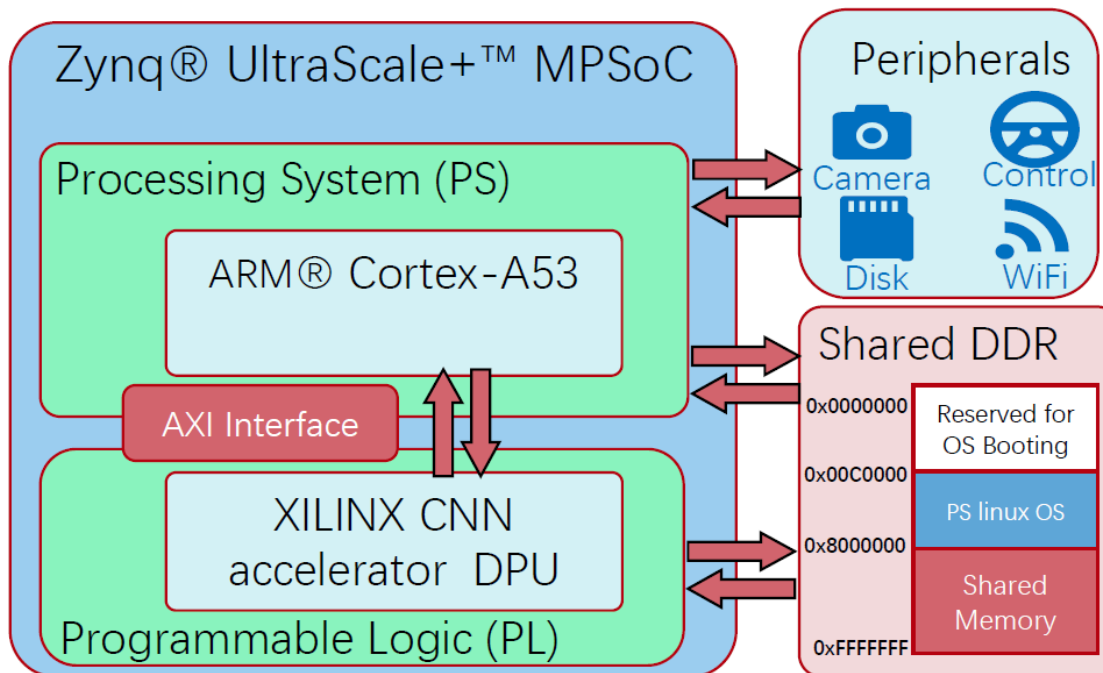 Zynq® UltraScale+™ MPSoC
Processing System (PS)
ARM® Cortex-A53
AXI Interface
XILINX CNN
accelerator DPU
Programmable Logic (PL)
Peripherals
Camera
Control
Disk
WiFi
Shared DDR
0x0000000
Reserved for
OS Booting
0x00C0000
PS linux OS
0x8000000
Shared
Memory
0xFFFFFFF